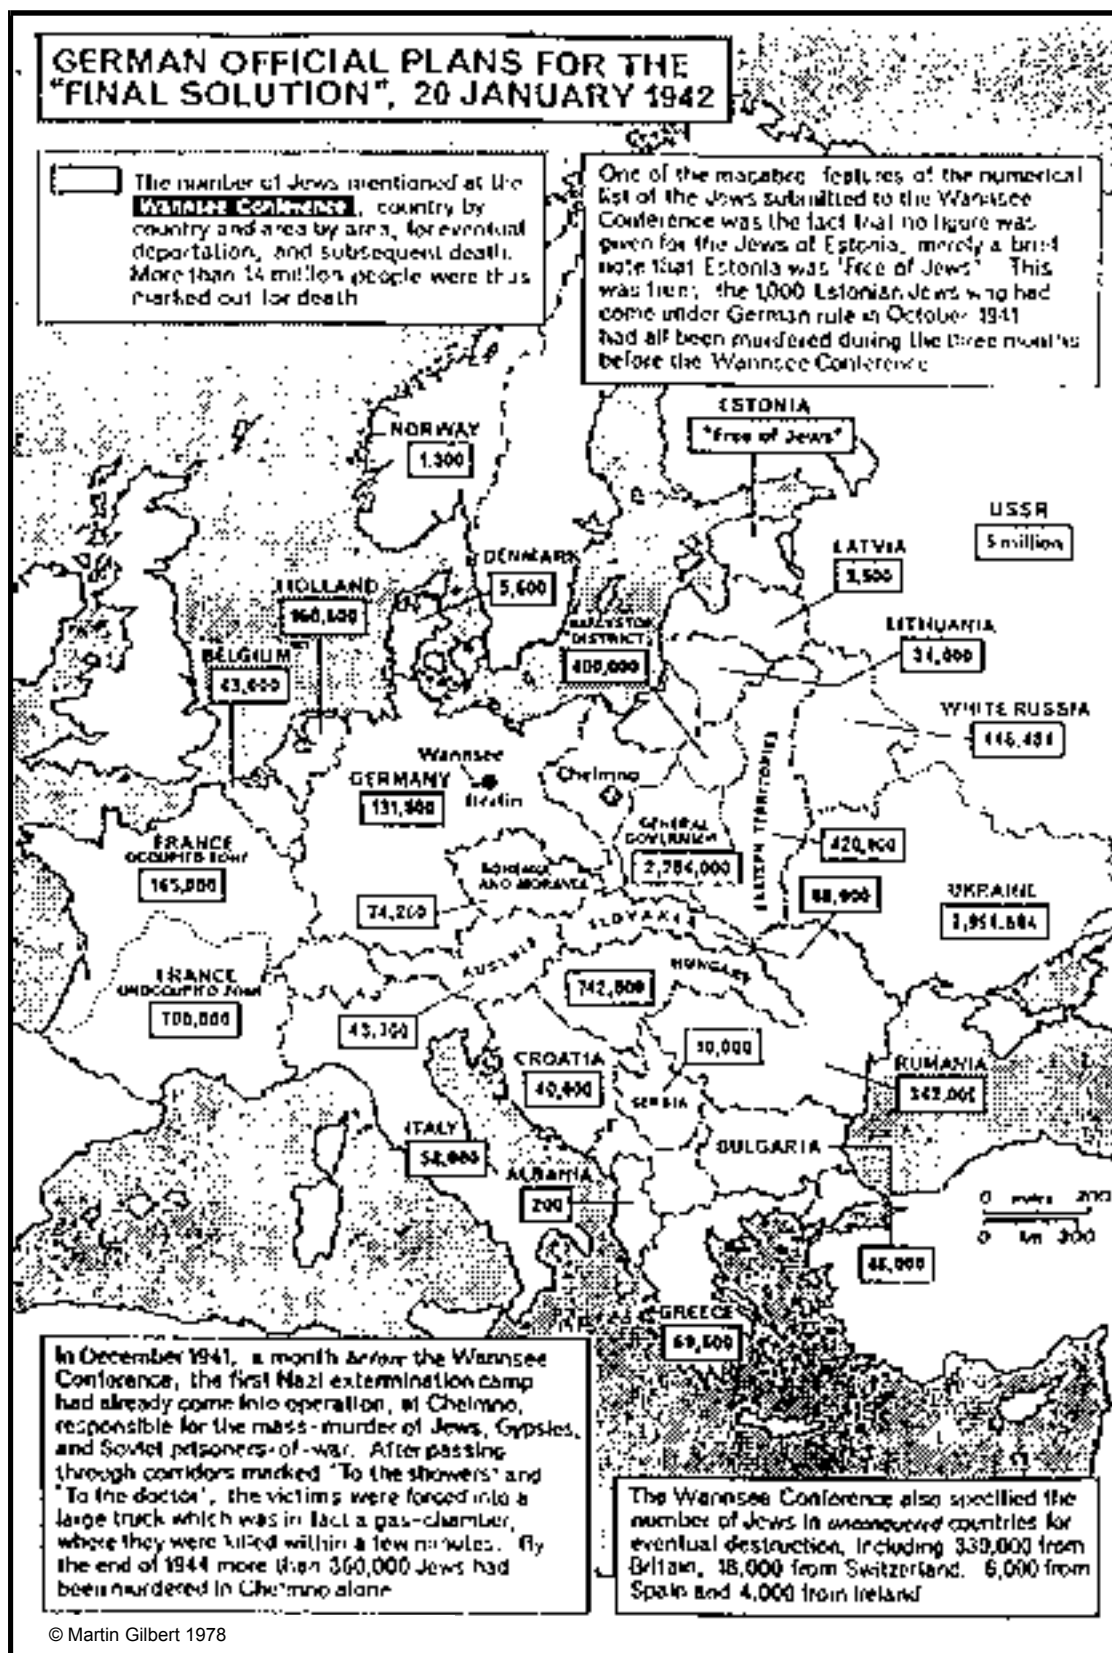 GERMAN OFFICIAL PLANS FOR THE
"FINAL SOLUTION", 20 JANUARY 1942
The number of Jews mentioned at the
Wannsee Conference, country by
country and area by area, for eventual
deportation, and subsequent death.
More than 14 million people were thus
marked out for death
One of the macabre features of the numerical
list of the Jews submitted to the Wannsee
Conference was the fact that no figure was
given for the Jews of Estonia, merely a brief
note that Estonia was "Free of Jews" This
was true; the 1,000 Estonian Jews who had
come under German rule in October 1941
had all been murdered during the three months
before the Wannsee Conference
ESTONIA
"Free of Jews"
NORWAY
1,300
USSR
5 million
LATVIA
3,500
DENMARK
5,600
HOLLAND
160,800
BIALYSTOK
DISTRICT
400,000
LITHUANIA
34,000
BELGIUM
43,000
WHITE RUSSIA
446,484
Wannsee
Berlin
Chelmno
GERMANY
131,800
EASTERN TERRITORIES
GENERAL
GOVERNMENT
2,284,000
FRANCE
OCCUPIED ZONE
165,000
420,000
BOHEMIA
AND MORAVIA
74,200
88,000
UKRAINE
2,994,684
SLOVAKIA
AUSTRIA
HUNGARY
742,800
FRANCE
UNOCCUPIED ZONE
700,000
43,700
CROATIA
40,000
10,000
SERBIA
RUMANIA
342,000
ITALY
58,000
BULGARIA
48,000
ALBANIA
200
0 miles 200
0 km 300
GREECE
69,600
In December 1941, a month before the Wannsee
Conference, the first Nazi extermination camp
had already come into operation, at Chelmno,
responsible for the mass-murder of Jews, Gypsies,
and Soviet prisoners-of-war. After passing
through corridors marked "To the showers" and
"To the doctor", the victims were forced into a
large truck which was in fact a gas-chamber,
where they were killed within a few minutes. By
the end of 1944 more than 360,000 Jews had
been murdered in Chelmno alone
The Wannsee Conference also specified the
number of Jews in unconquered countries for
eventual destruction, including 330,000 from
Britain, 18,000 from Switzerland, 6,000 from
Spain and 4,000 from Ireland
© Martin Gilbert 1978